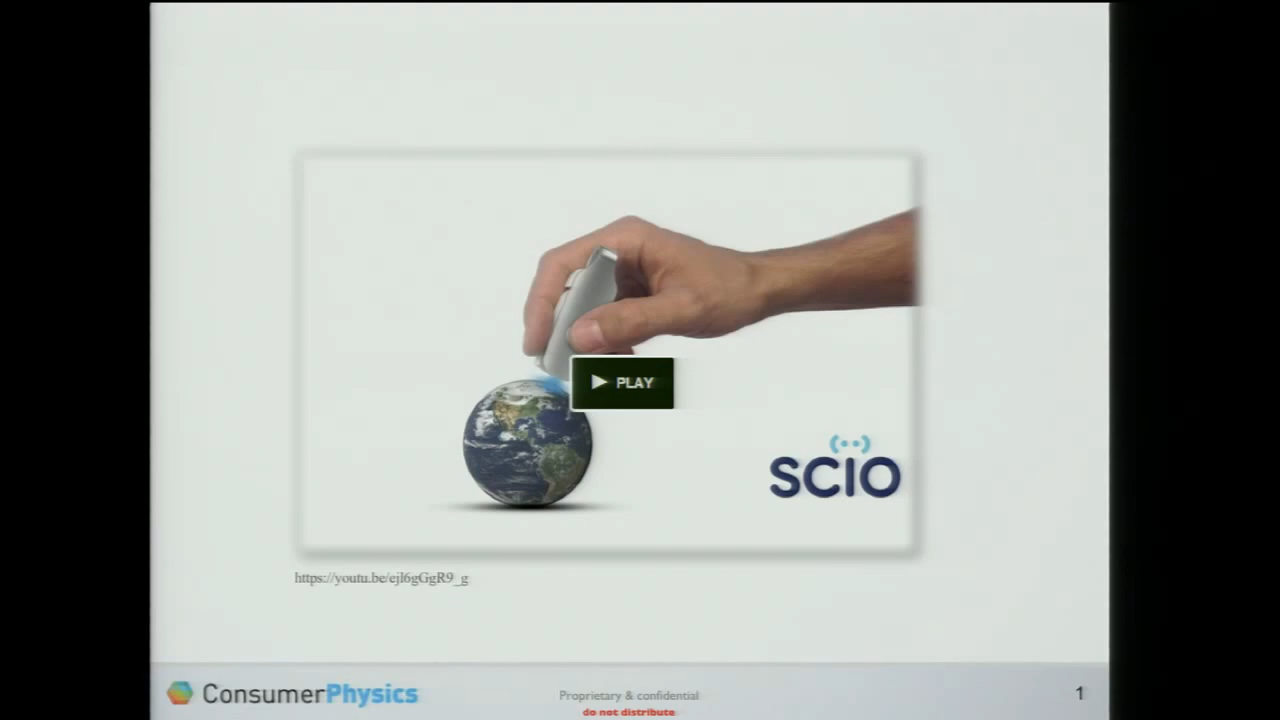 PLAY
SCIO
https://youtu.be/ejl6gGgR9_g
ConsumerPhysics
Proprietary & confidential
do not distribute
1